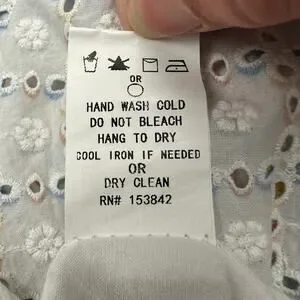 OR
HAND WASH COLD
DO NOT BLEACH
HANG TO DRY
COOL IRON IF NEEDED
OR
DRY CLEAN
RN# 153842